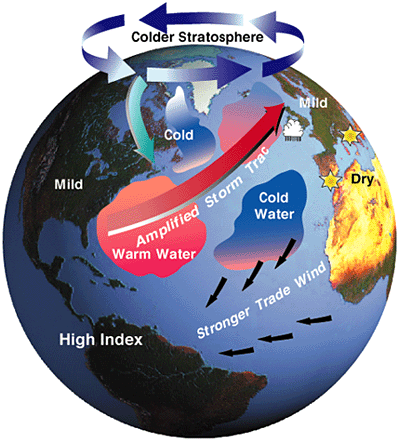 Colder Stratosphere
Mild
Cold
Mild
Dry
Amplified Storm Trac
Cold
Water
Warm Water
Stronger Trade Wind
High Index